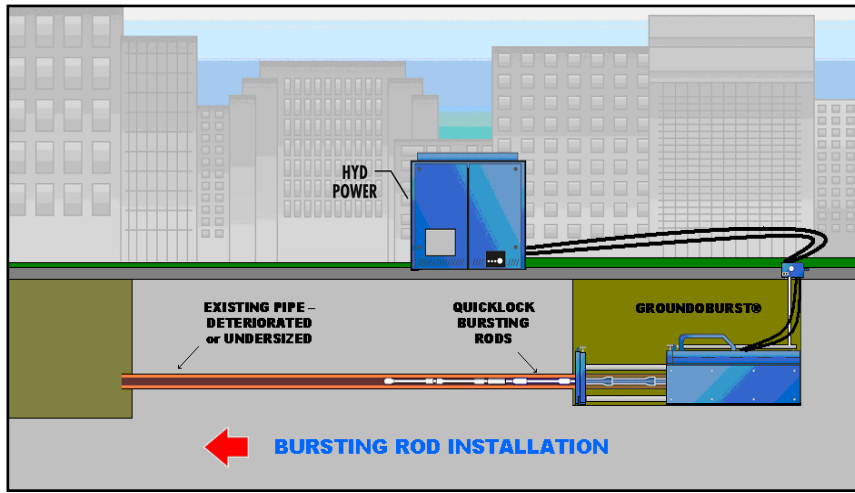 HYD
POWER
EXISTING PIPE –
DETERIORATED
or UNDERSIZED
QUICKLOCK
BURSTING
RODS
GROUNDOBURST®
BURSTING ROD INSTALLATION